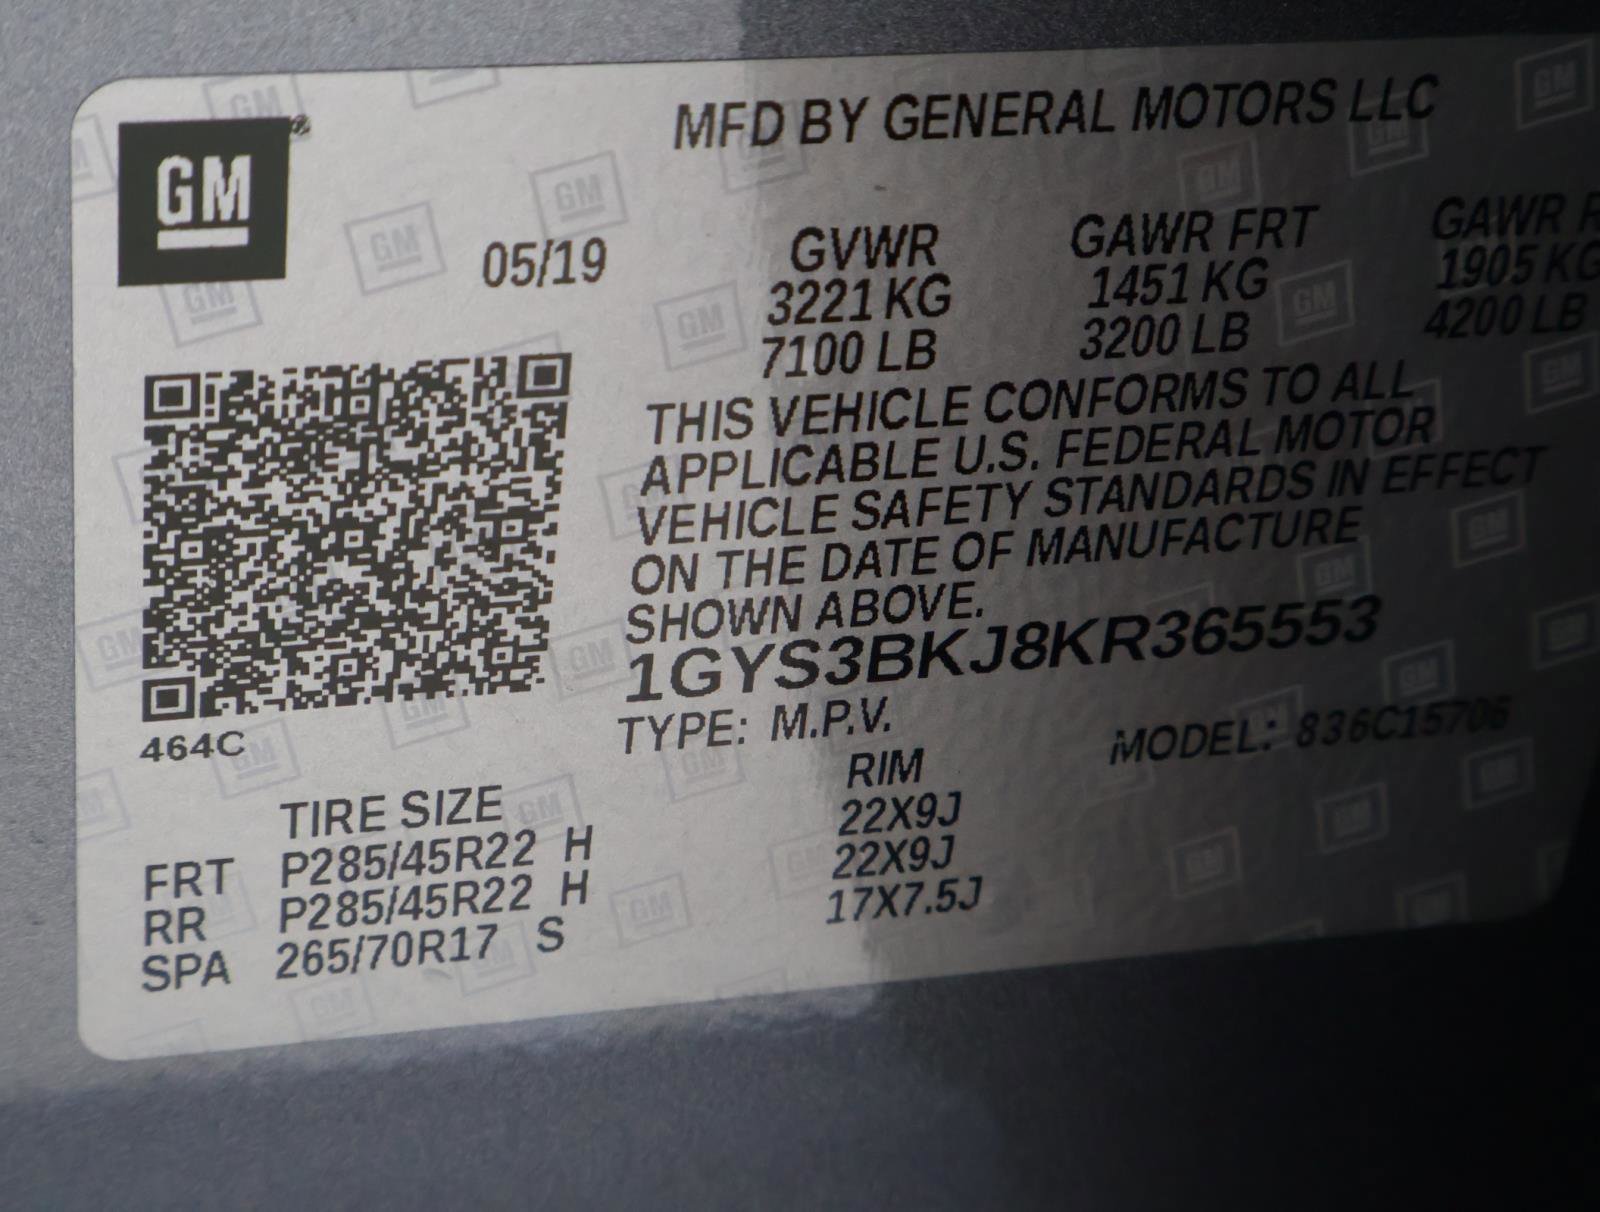 GM ®
MFD BY GENERAL MOTORS LLC
05/19
GVWR GAWR FRT GAWR
3221 KG 1451 KG 1905 KG
7100 LB 3200 LB 4200 LB
THIS VEHICLE CONFORMS TO ALL
APPLICABLE U.S. FEDERAL MOTOR
VEHICLE SAFETY STANDARDS IN EFFECT
ON THE DATE OF MANUFACTURE
SHOWN ABOVE.
1GYS3BKJ8KR365553
464C
TYPE: M.P.V. MODEL: 836C15706
TIRE SIZE RIM
FRT P285/45R22 H 22X9J
RR P285/45R22 H 22X9J
SPA 265/70R17 S 17X7.5J